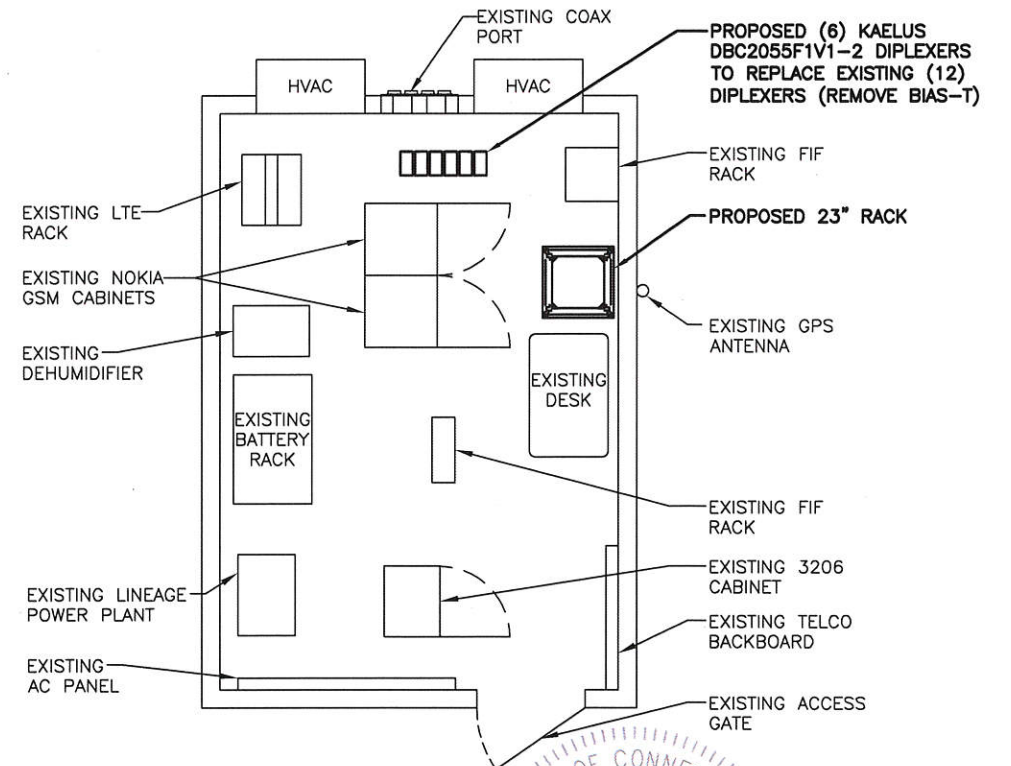 EXISTING COAX
PORT
PROPOSED (6) KAELUS
DBC2055F1V1-2 DIPLEXERS
TO REPLACE EXISTING (12)
DIPLEXERS (REMOVE BIAS-T)
HVAC
HVAC
EXISTING FIF
RACK
EXISTING LTE
RACK
PROPOSED 23" RACK
EXISTING NOKIA
GSM CABINETS
EXISTING GPS
ANTENNA
EXISTING
DEHUMIDIFIER
EXISTING
DESK
EXISTING
BATTERY
RACK
EXISTING FIF
RACK
EXISTING 3206
CABINET
EXISTING LINEAGE
POWER PLANT
EXISTING TELCO
BACKBOARD
EXISTING
AC PANEL
EXISTING ACCESS
GATE
OF